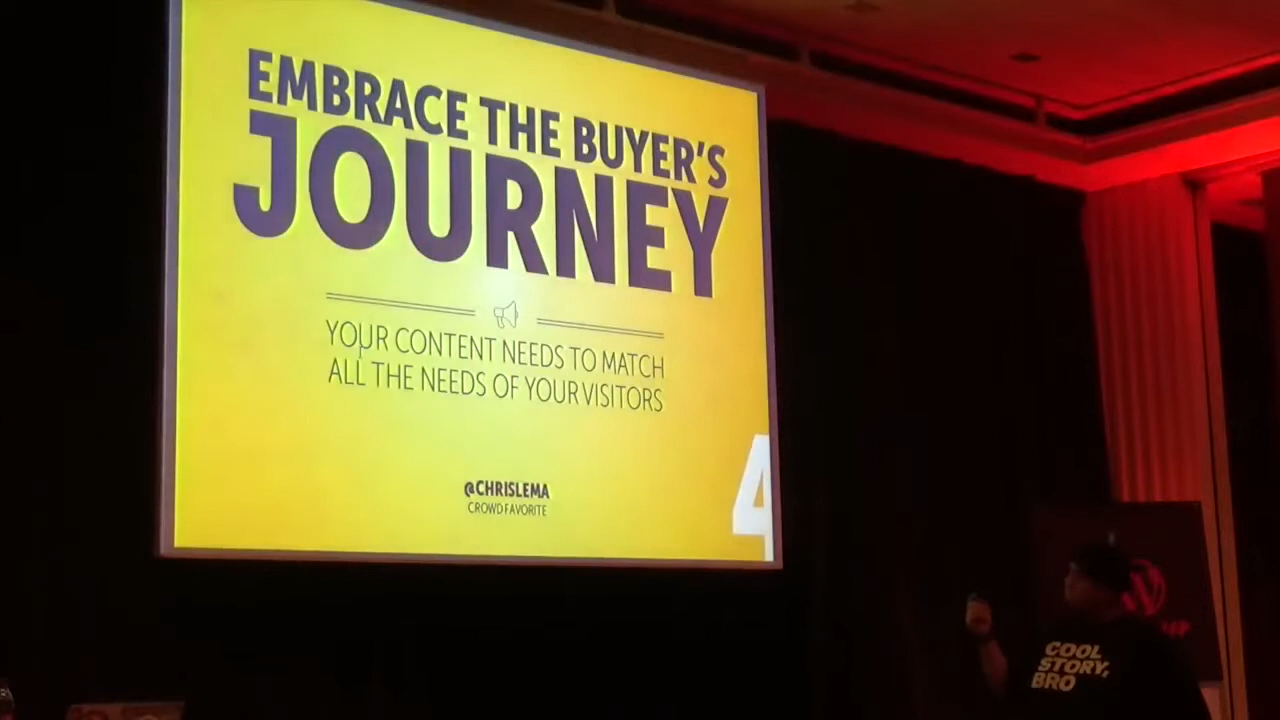 EMBRACE THE BUYER'S
JOURNEY
YOUR CONTENT NEEDS TO MATCH
ALL THE NEEDS OF YOUR VISITORS
@CHRISLEMA
CROWD FAVORITE
4
COOL
STORY,
BRO